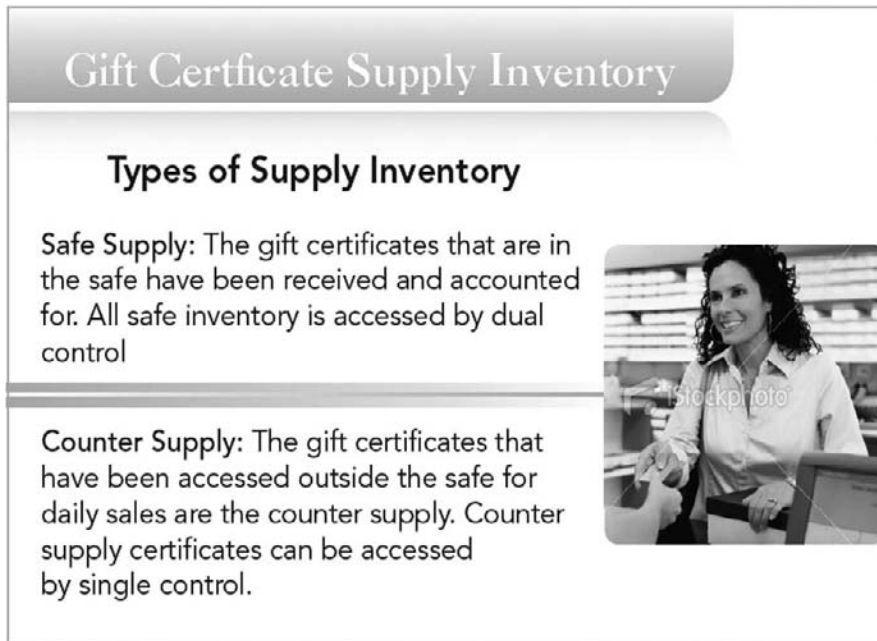 Gift Certficate Supply Inventory
Types of Supply Inventory
Safe Supply: The gift certificates that are in
the safe have been received and accounted
for. All safe inventory is accessed by dual
control
iStockphoto
Counter Supply: The gift certificates that
have been accessed outside the safe for
daily sales are the counter supply. Counter
supply certificates can be accessed
by single control.